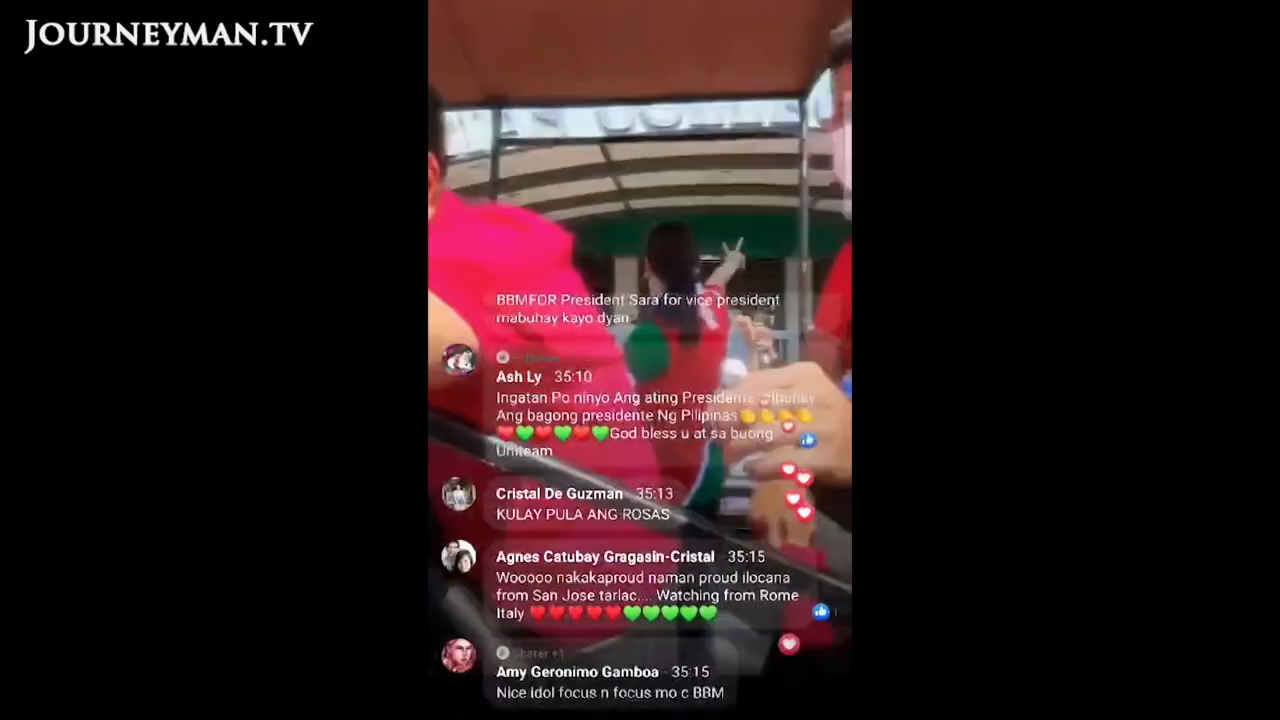 JOURNEYMAN.TV
BBMFOR President Sara for vice president
mabuhay kayo dyan
Ash Ly 35:10
Ingatan Po ninyo Ang ating
Ang bagong presidente Ng PIlipinas
God bless u at sa buong
Uniteam
Cristal De Guzman 35:13
KULAY PULA ANG ROSAS
Agnes Catubay Gragasin-Cristal 35:15
Wooooo nakakaproud naman proud ilocana
from San Jose tarlac.... Watching from Rome
Italy
Sharer +1
Amy Geronimo Gamboa 35:15
Nice idol focus n focus mo c BBM